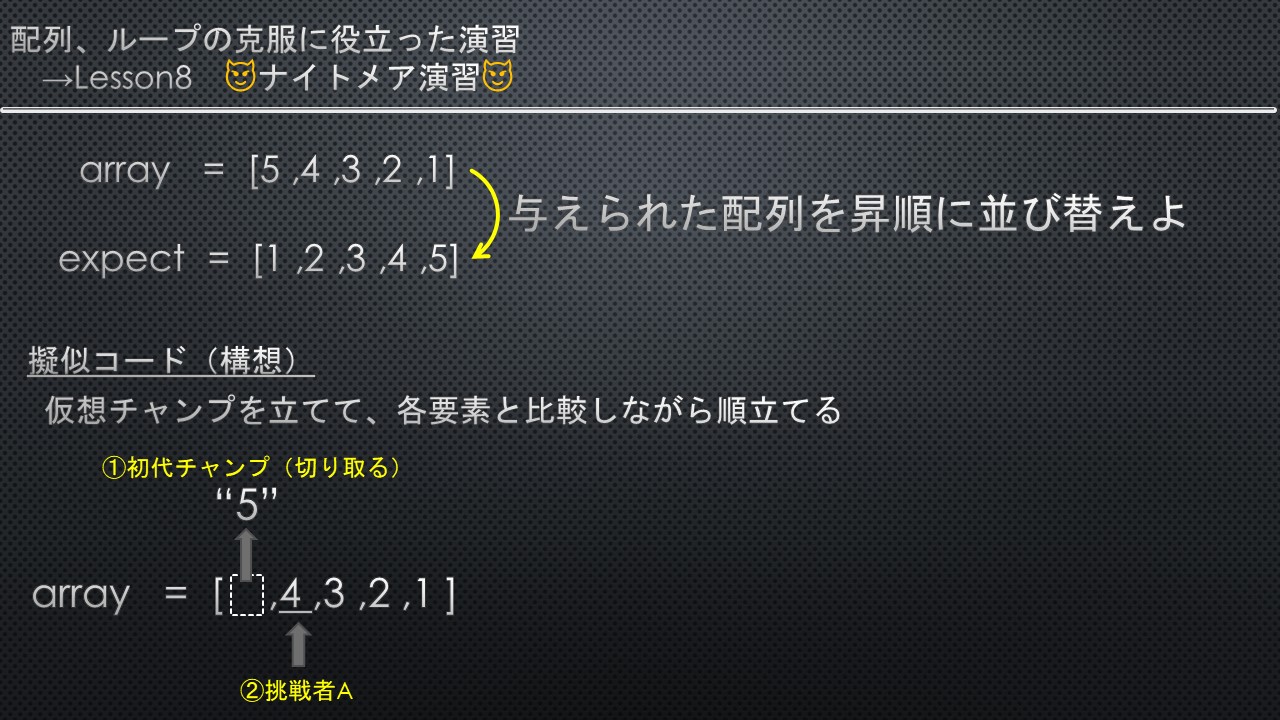 配列、ループの克服に役立った演習
→Lesson8 😈ナイトメア演習😈
array = [5 ,4 ,3 ,2 ,1]
与えられた配列を昇順に並び替えよ
expect = [1 ,2 ,3 ,4 ,5]
擬似コード（構想）
仮想チャンプを立てて、各要素と比較しながら順立てる
①初代チャンプ（切り取る）
“5”
array = [ ,4 ,3 ,2 ,1 ]
②挑戦者A